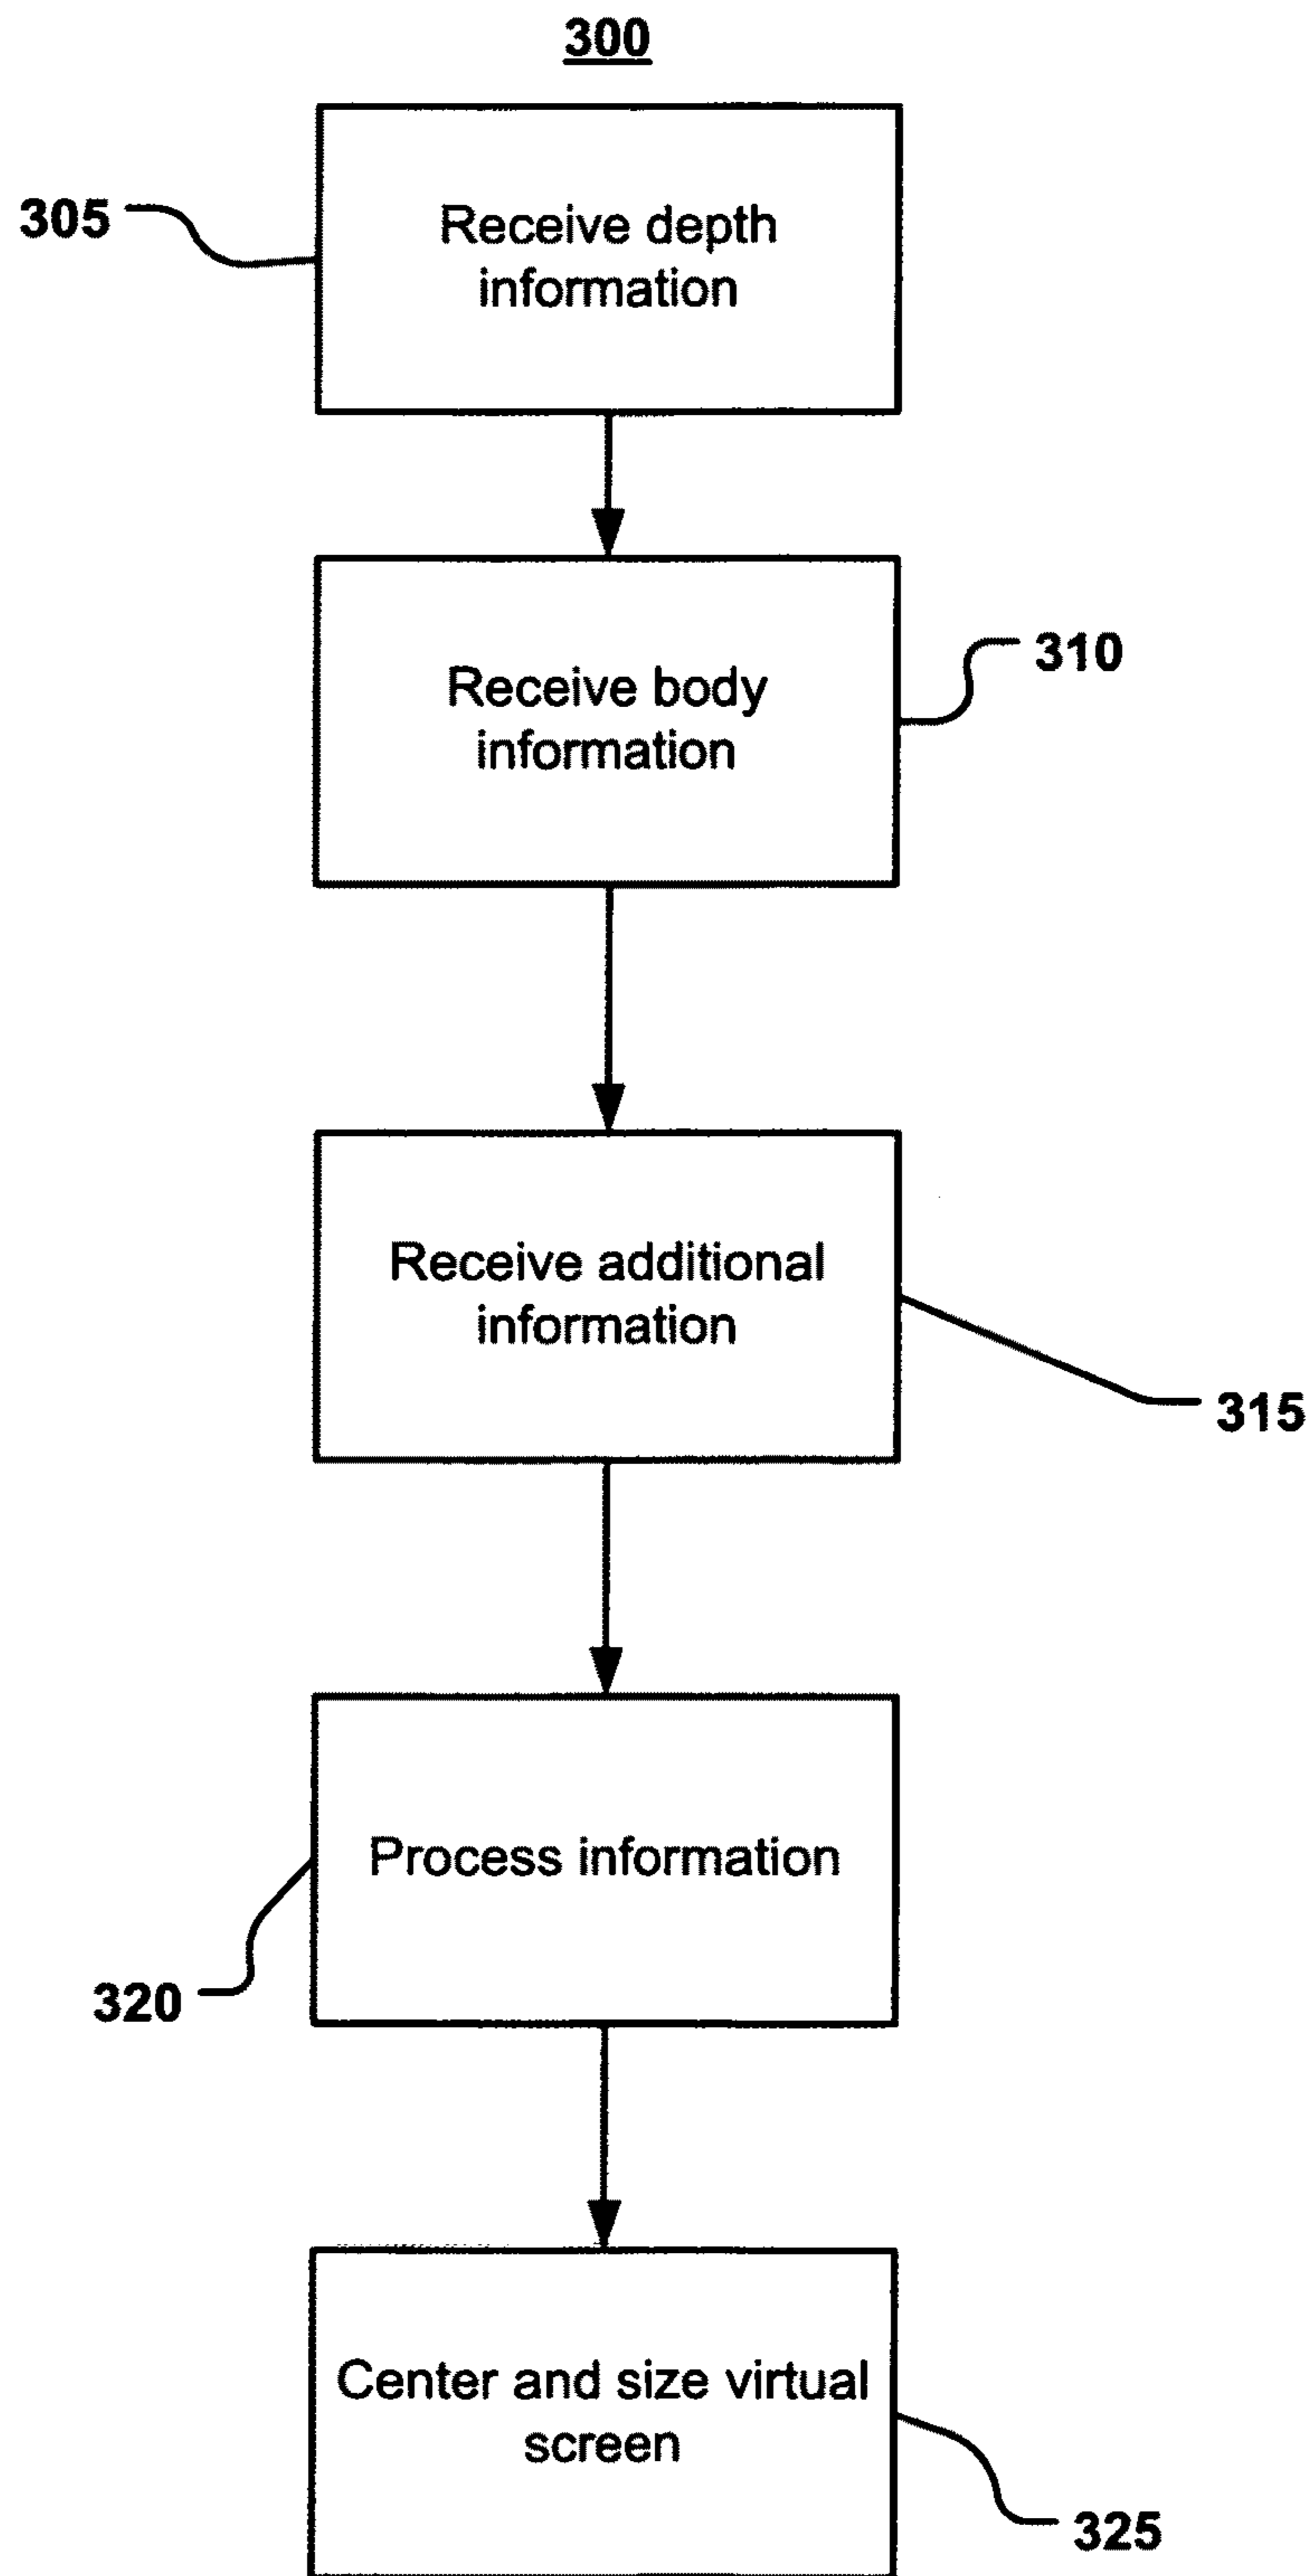 300
305
Receive depth
information
Receive body
information
310
Receive additional
information
315
Process information
320
Center and size virtual
screen
325